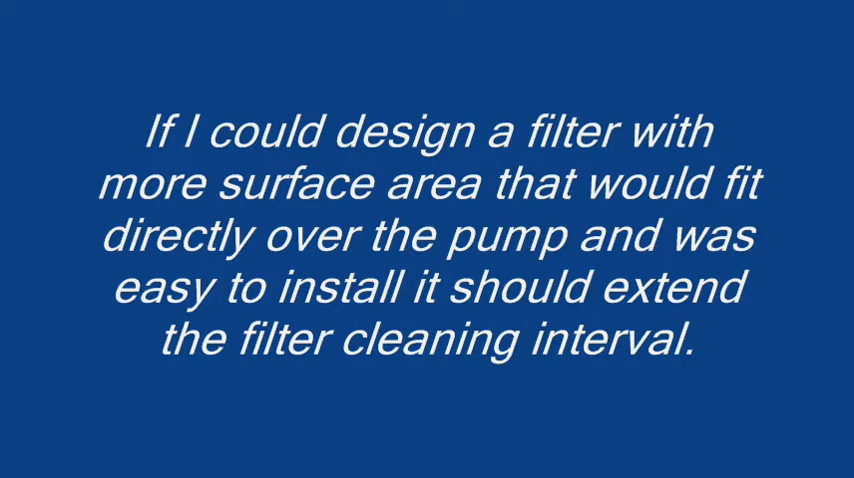 If I could design a filter with
more surface area that would fit
directly over the pump and was
easy to install it should extend
the filter cleaning interval.